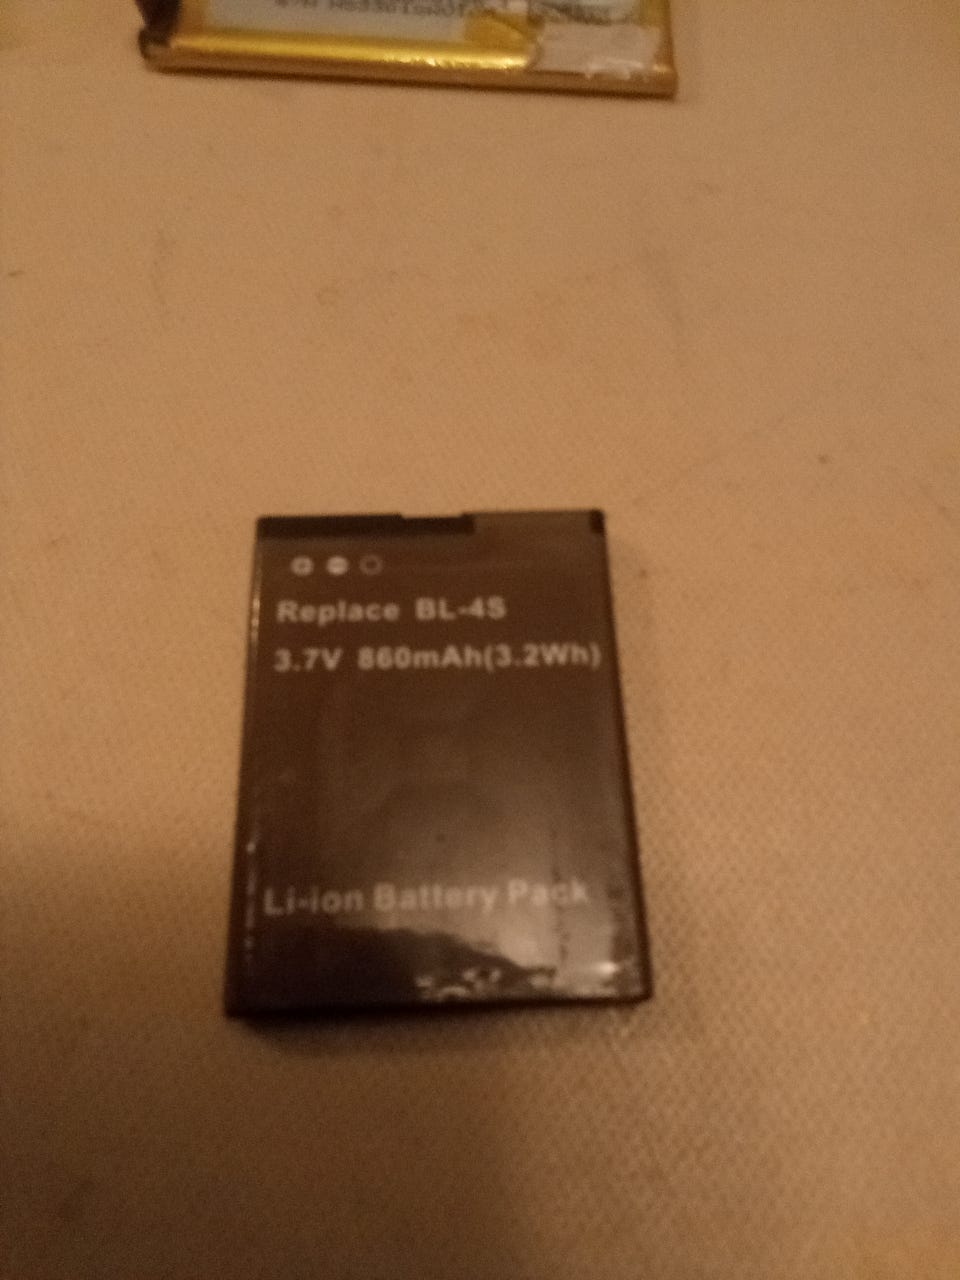 Replace BL-4S
3.7V 860mAh(3.2Wh)
Li-ion Battery Pack